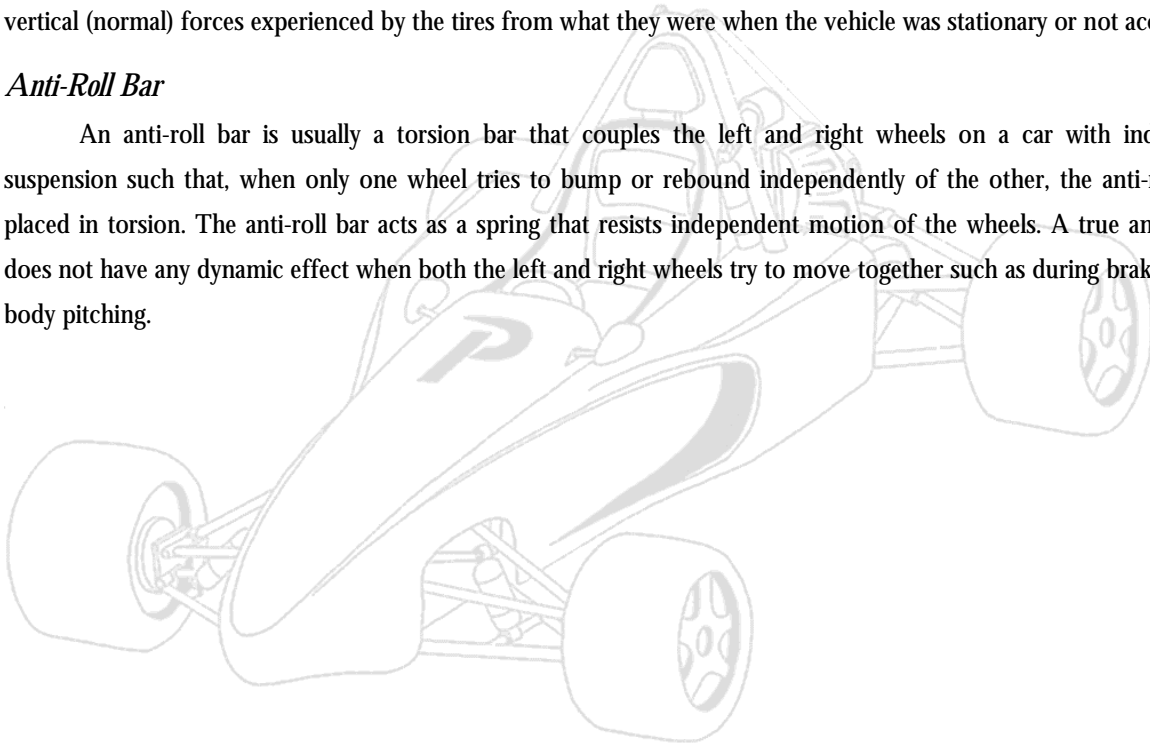 vertical (normal) forces experienced by the tires from what they were when the vehicle was stationary or not
Anti-Roll Bar
An anti-roll bar is usually a torsion bar that couples the left and right wheels on a car with
suspension such that, when only one wheel tries to bump or rebound independently of the other, the
placed in torsion. The anti-roll bar acts as a spring that resists independent motion of the wheels. A true
does not have any dynamic effect when both the left and right wheels try to move together such as during
body pitching.
P